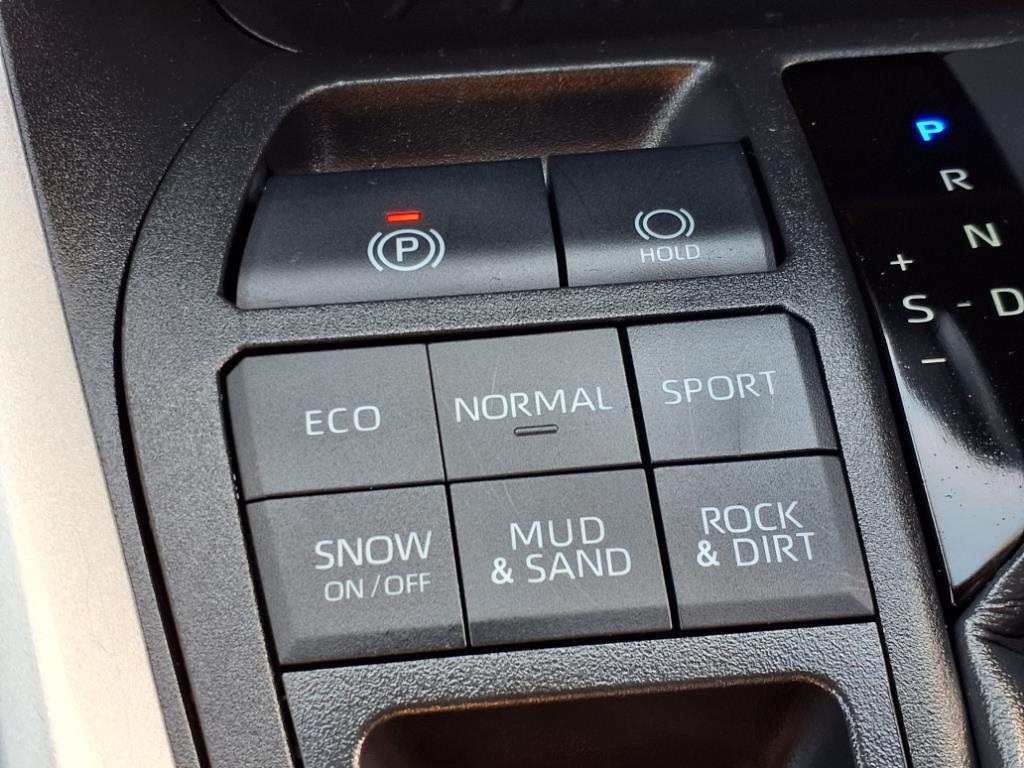 P
R
N
+
S - D
-
P
HOLD
ECO
NORMAL
SPORT
SNOW
ON / OFF
MUD
& SAND
ROCK
& DIRT